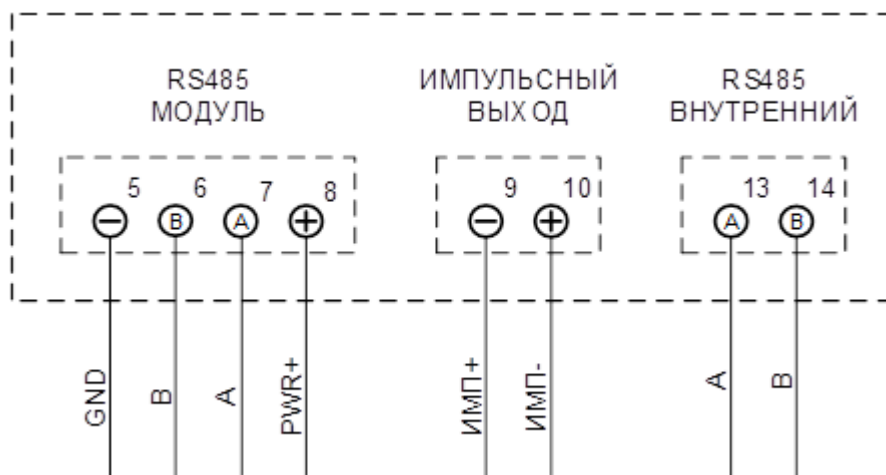 RS485
МОДУЛЬ
ИМПУЛЬСНЫЙ
ВЫХОД
RS485
ВНУТРЕННИЙ
5 6 7 8
− B A +
9 10
− +
13 14
A B
GND
B
A
PWR+
ИМП+
ИМП-
A
B